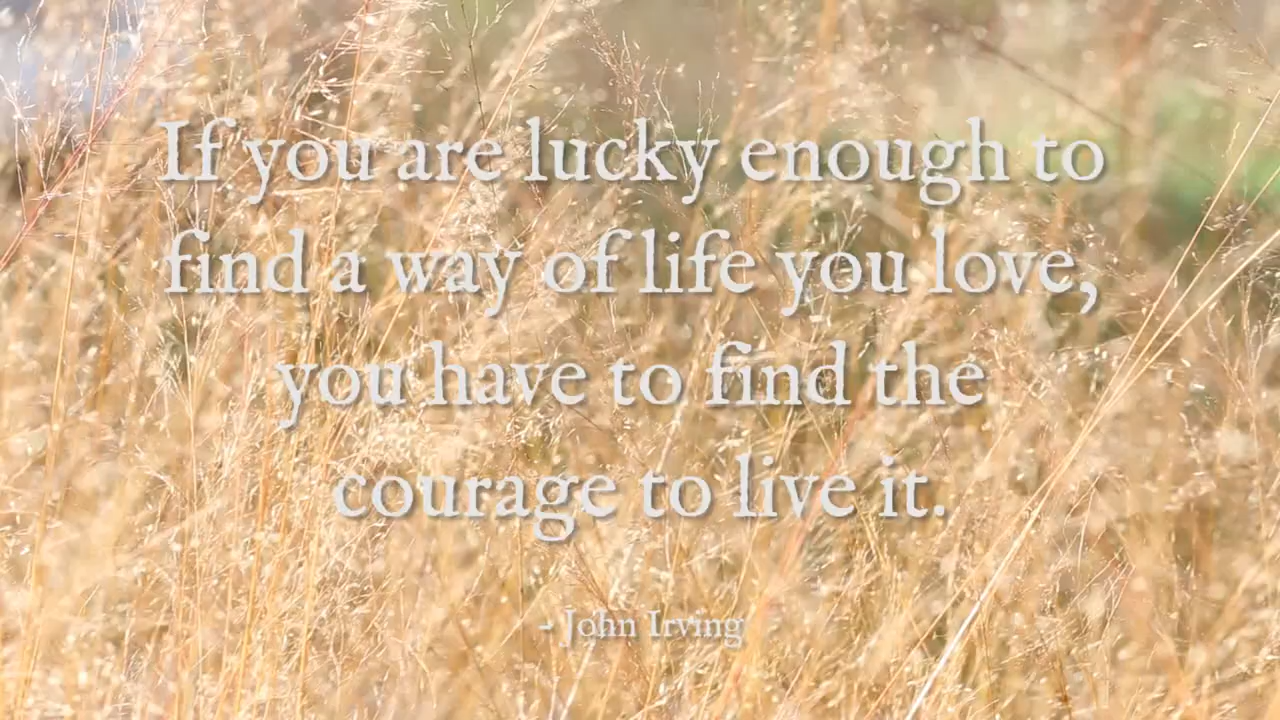 If you are lucky enough to
find a way of life you love,
you have to find the
courage to live it.
- John Irving